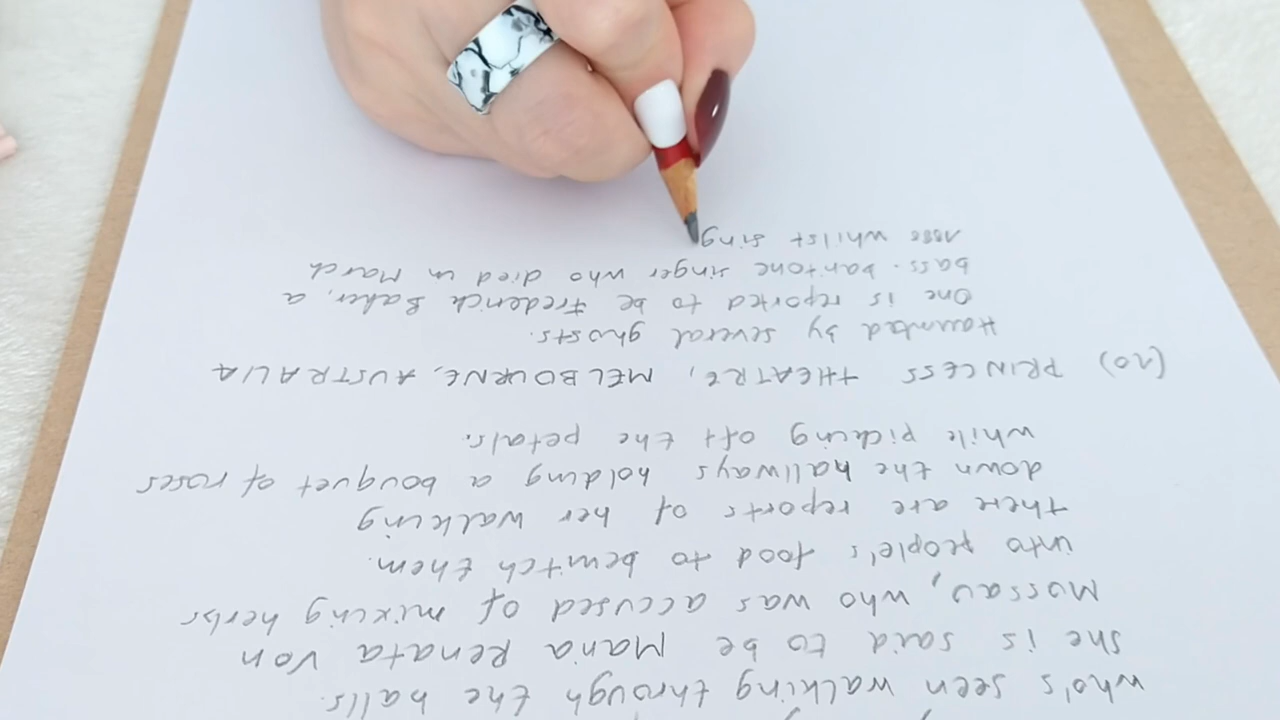 who's seen walking through the halls.
She is said to be Maria Renata von
Mossau, who was accused of mixing herbs
into people's food to bewitch them.
There are reports of her walking
down the hallways holding a bouquet of roses
while picking off the petals.
(10) PRINCESS THEATRE, MELBOURNE, AUSTRALIA
Haunted by several ghosts.
One is reported to be Frederick Baker, a
bass-baritone singer who died in March
1888 whilst sing